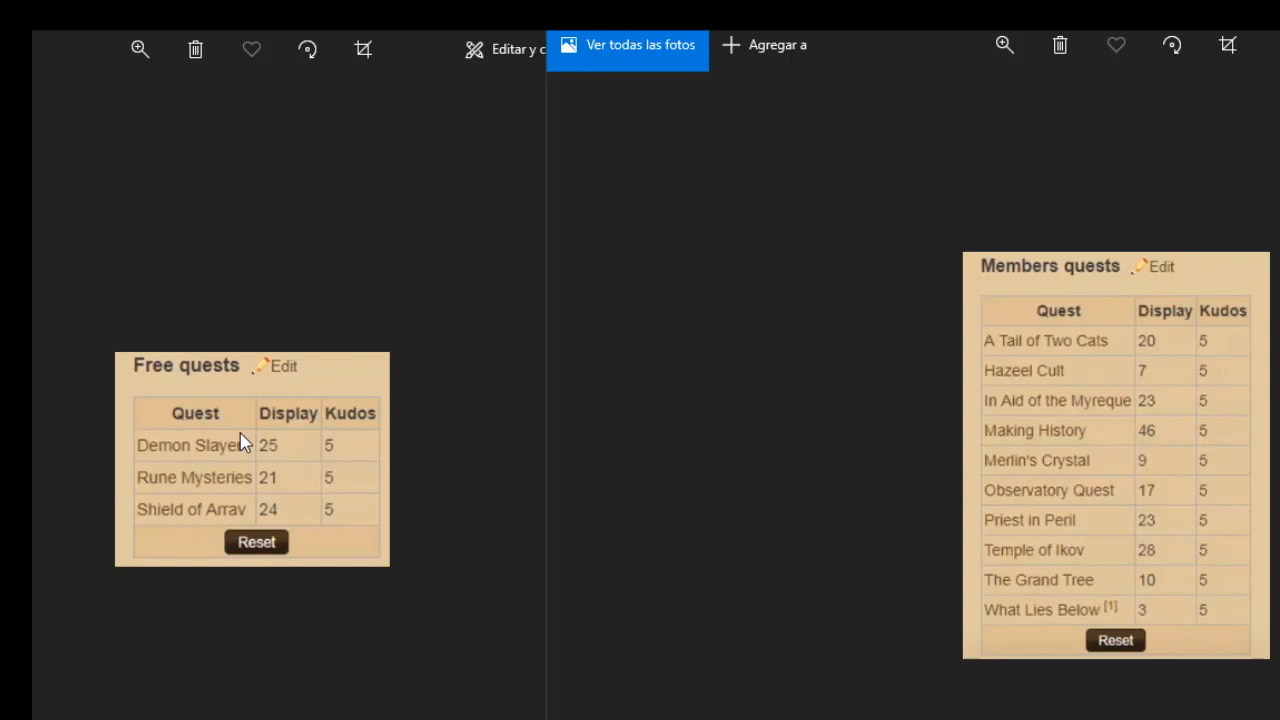 Editar y c
Ver todas las fotos
Agregar a
Free quests Edit
Quest Display Kudos
Demon Slayer 25 5
Rune Mysteries 21 5
Shield of Arrav 24 5
Reset
Members quests Edit
Quest Display Kudos
A Tail of Two Cats 20 5
Hazeel Cult 7 5
In Aid of the Myreque 23 5
Making History 46 5
Merlin's Crystal 9 5
Observatory Quest 17 5
Priest in Peril 23 5
Temple of Ikov 28 5
The Grand Tree 10 5
What Lies Below [1] 3 5
Reset